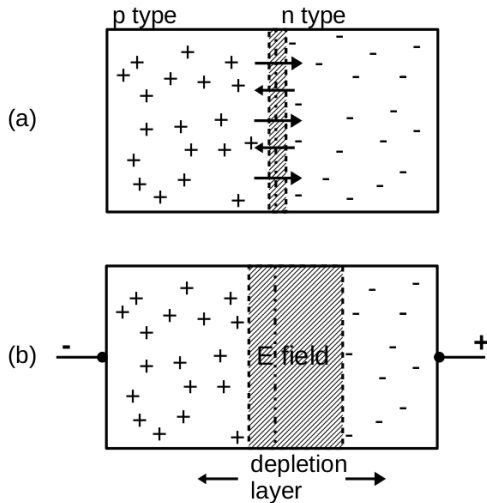 p type n type
(a)
(b)
- +
E field
depletion
layer